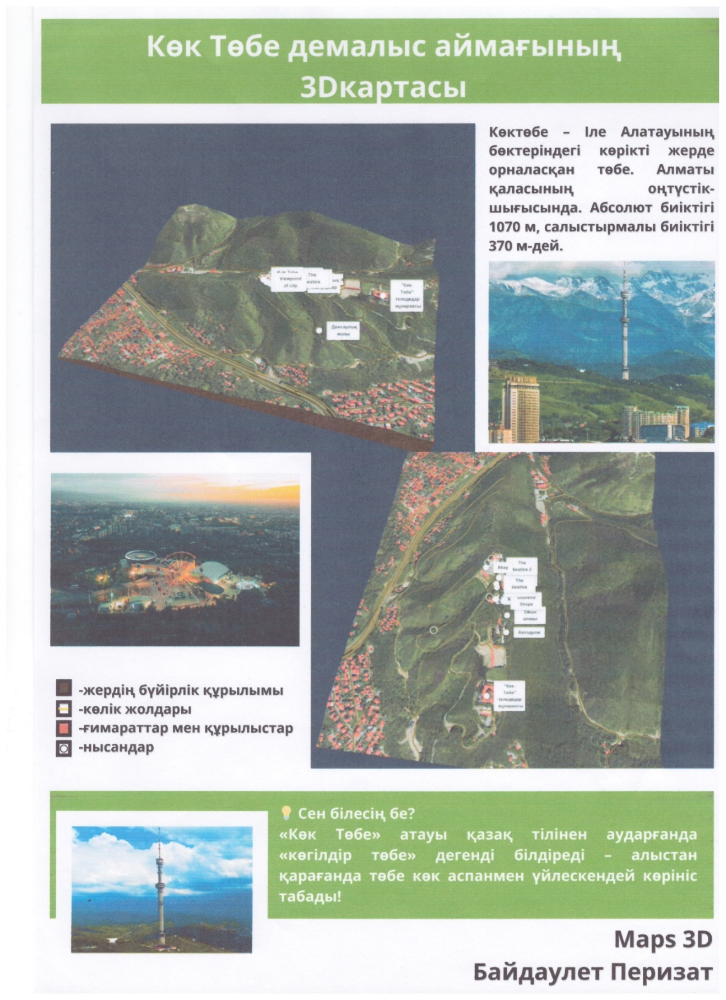 Көк Төбе демалыс аймағының
3Dкартасы
Көктөбе – Іле Алатауының
бөктеріндегі көрікті жерде
орналасқан төбе. Алматы
қаласының оңтүстік-
шығысында. Абсолют биіктігі
1070 м, салыстырмалы биіктігі
370 м-дей.
Viewpoint
of city
The
beatles
"Көк-
Төбе"
теледидар
мұнарасы
Денсаулық
жолы
Abay
The
beatles 2
The
beatles
Souvenir
Shops
Ойын
алаңы
Автодром
"Көк-
Төбе"
теледидар
мұнарасы
-жердің бүйірлік құрылымы
-көлік жолдары
-ғимараттар мен құрылыстар
-нысандар
Сен білесің бе?
«Көк Төбе» атауы қазақ тілінен аударғанда
«көгілдір төбе» дегенді білдіреді – алыстан
қарағанда төбе көк аспанмен үйлескендей көрініс
табады!
Maps 3D
Байдаулет Перизат